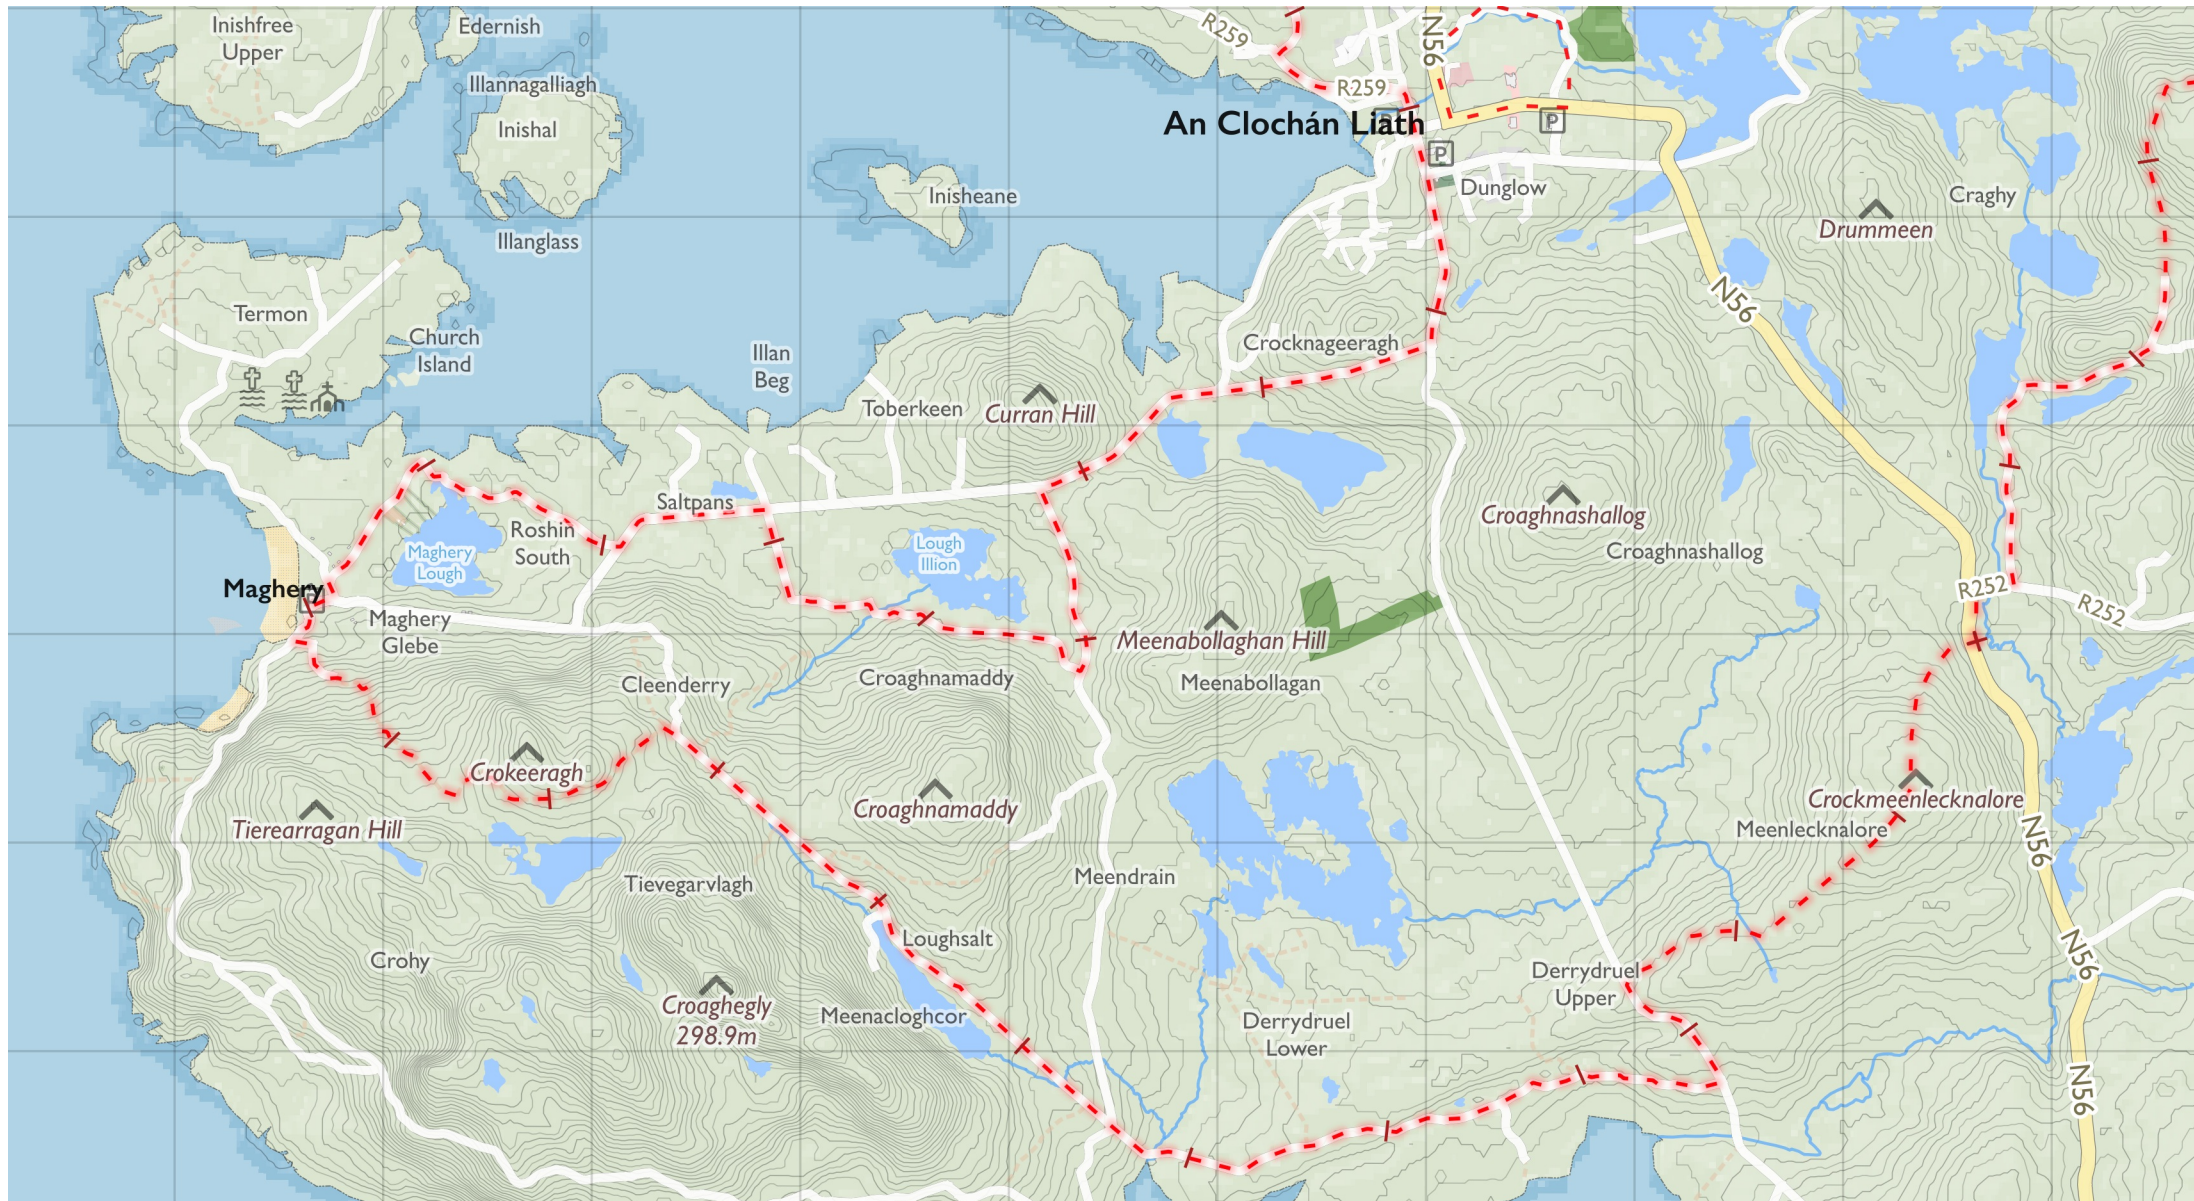 Inishfree
Upper
Edernish
Illannagalliagh
Inishal
Illanglass
R259
N56
R259
An Clochán Liath
P
P
P
Dunglow
Inisheane
Craghy
Drummeen
N56
Termon
Church
Island
Illan
Beg
Toberkeen
Curran Hill
Crocknageeragh
Saltpans
Roshin
South
Maghery
Lough
Lough
Illion
Croaghnashallog
Croaghnashallog
R252
R252
Maghery
Maghery
Glebe
Meenabollaghan Hill
Meenabollagan
Croaghnamaddy
Cleenderry
Crokeeragh
Croaghnamaddy
Tierearragan Hill
Crockmeenlecknalore
Meenlecknalore
N56
Tievegarvlagh
Meendrain
Loughsalt
Crohy
N56
Derrydruel
Upper
Croaghegly
298.9m
Meenacloghcor
Derrydruel
Lower
N56